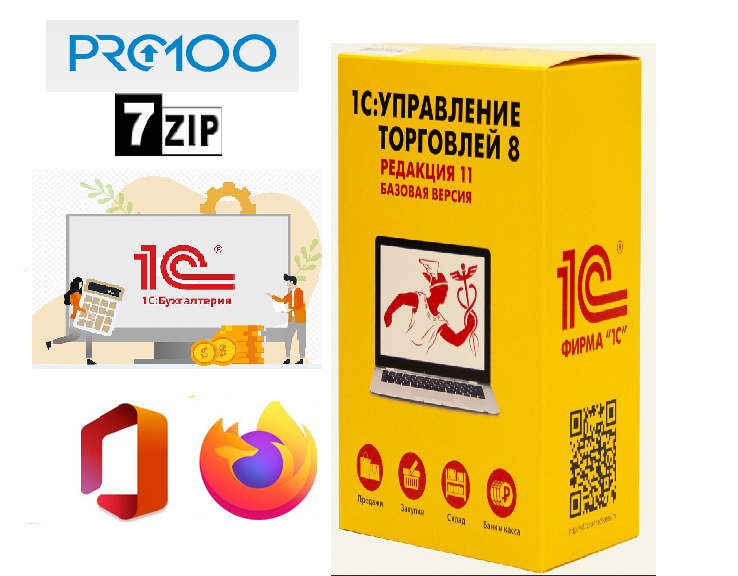 PRO100
7ZIP
1С®
1С:Бухгалтерия
1С:УПРАВЛЕНИЕ
ТОРГОВЛЕЙ 8
РЕДАКЦИЯ 11
БАЗОВАЯ ВЕРСИЯ
1С®
ФИРМА "1С"
Продажи
Закупки
Склад
Банк и касса